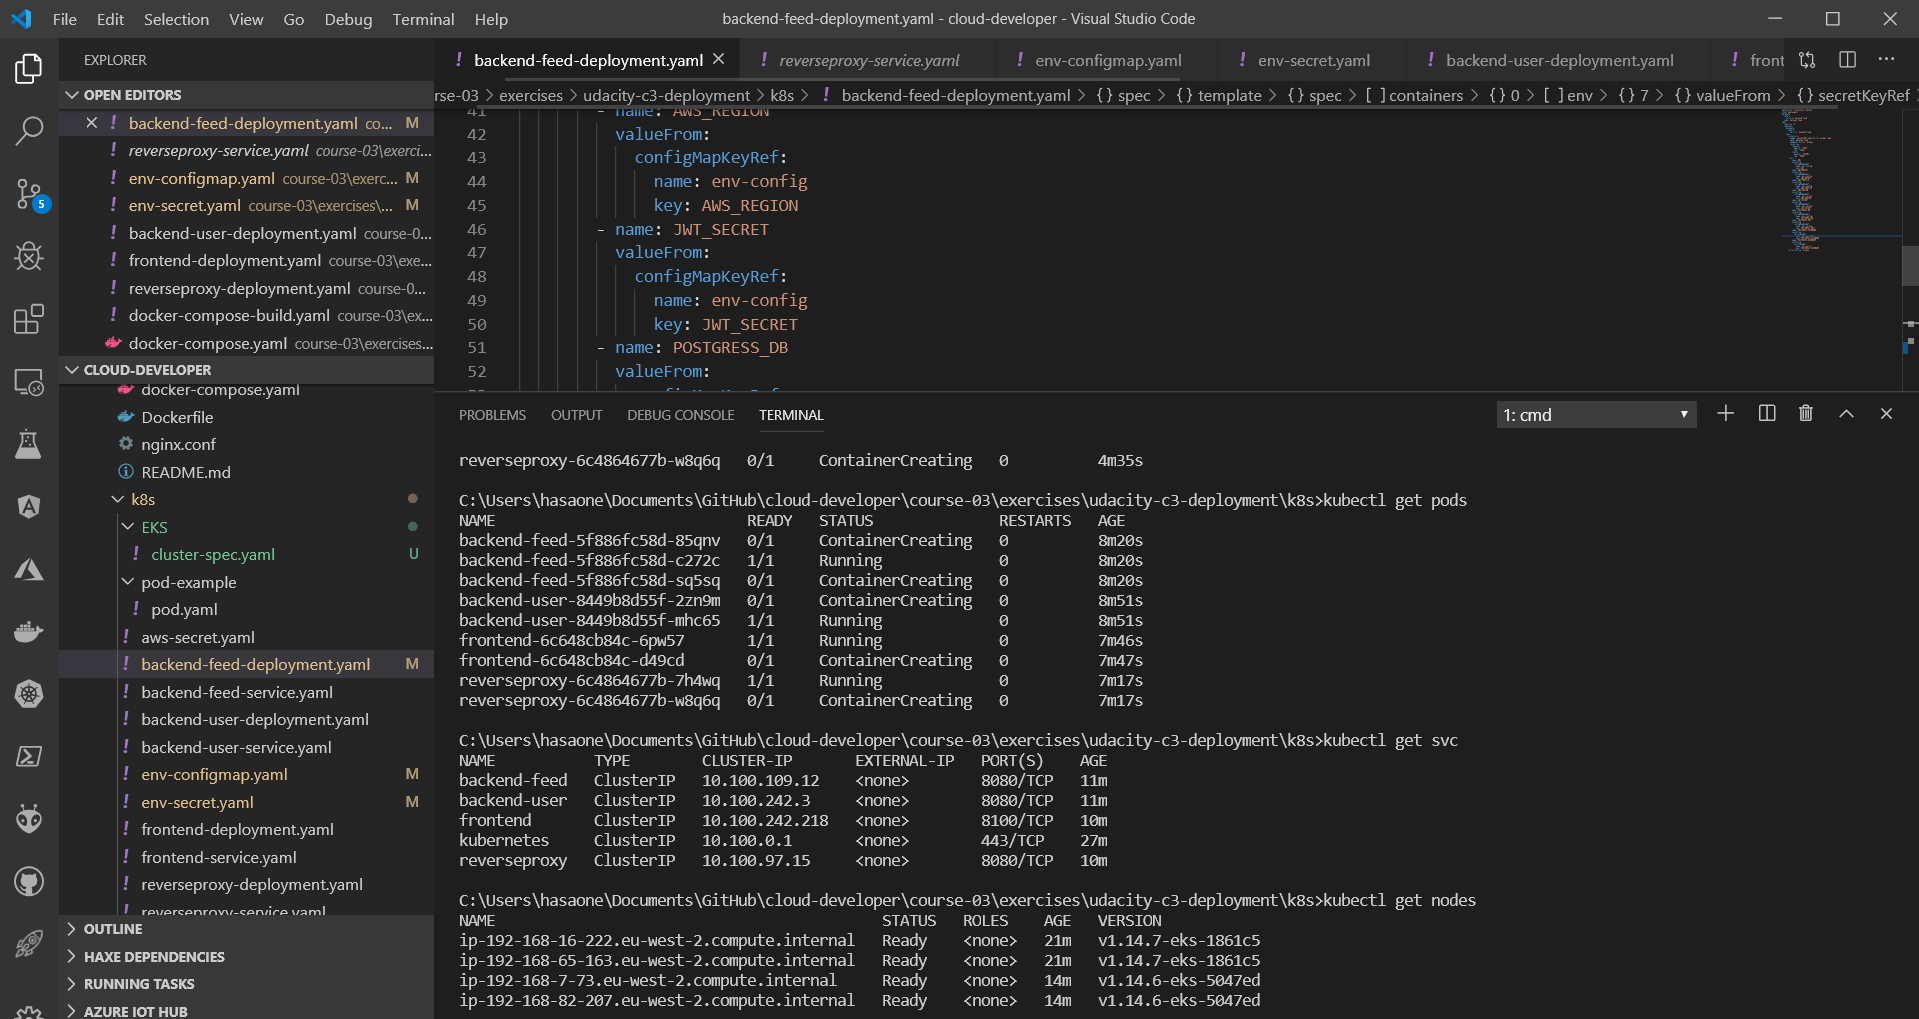 File Edit Selection View Go Debug Terminal Help
backend-feed-deployment.yaml - cloud-developer - Visual Studio Code
EXPLORER
OPEN EDITORS
! backend-feed-deployment.yaml co... M
! reverseproxy-service.yaml course-03\exerci...
! env-configmap.yaml course-03\exerc... M
! env-secret.yaml course-03\exercises\... M
! backend-user-deployment.yaml course-0...
! frontend-deployment.yaml course-03\exe...
! reverseproxy-deployment.yaml course-0...
! docker-compose-build.yaml course-03\ex...
docker-compose.yaml course-03\exercises...
CLOUD-DEVELOPER
docker-compose.yaml
Dockerfile
nginx.conf
README.md
k8s
EKS
! cluster-spec.yaml U
pod-example
! pod.yaml
! aws-secret.yaml
! backend-feed-deployment.yaml M
! backend-feed-service.yaml
! backend-user-deployment.yaml
! backend-user-service.yaml
! env-configmap.yaml M
! env-secret.yaml M
! frontend-deployment.yaml
! frontend-service.yaml
! reverseproxy-deployment.yaml
! reverseproxy-service.yaml
OUTLINE
HAXE DEPENDENCIES
RUNNING TASKS
AZURE IOT HUB
5
! backend-feed-deployment.yaml ! reverseproxy-service.yaml ! env-configmap.yaml ! env-secret.yaml ! backend-user-deployment.yaml ! front
rse-03 > exercises > udacity-c3-deployment > k8s > ! backend-feed-deployment.yaml > {} spec > {} template > {} spec > [ ] containers > {} 0 > [ ] env > {} 7 > {} valueFrom > {} secretKeyRef
41 - name: AWS_REGION
42 valueFrom:
43 configMapKeyRef:
44 name: env-config
45 key: AWS_REGION
46 - name: JWT_SECRET
47 valueFrom:
48 configMapKeyRef:
49 name: env-config
50 key: JWT_SECRET
51 - name: POSTGRESS_DB
52 valueFrom:
PROBLEMS OUTPUT DEBUG CONSOLE TERMINAL
1: cmd
reverseproxy-6c4864677b-w8q6q 0/1 ContainerCreating 0 4m35s
C:\Users\hasaone\Documents\GitHub\cloud-developer\course-03\exercises\udacity-c3-deployment\k8s>kubectl get pods
NAME READY STATUS RESTARTS AGE
backend-feed-5f886fc58d-85qnv 0/1 ContainerCreating 0 8m20s
backend-feed-5f886fc58d-c272c 1/1 Running 0 8m20s
backend-feed-5f886fc58d-sq5sq 0/1 ContainerCreating 0 8m20s
backend-user-8449b8d55f-2zn9m 0/1 ContainerCreating 0 8m51s
backend-user-8449b8d55f-mhc65 1/1 Running 0 8m51s
frontend-6c648cb84c-6pw57 1/1 Running 0 7m46s
frontend-6c648cb84c-d49cd 0/1 ContainerCreating 0 7m47s
reverseproxy-6c4864677b-7h4wq 1/1 Running 0 7m17s
reverseproxy-6c4864677b-w8q6q 0/1 ContainerCreating 0 7m17s
C:\Users\hasaone\Documents\GitHub\cloud-developer\course-03\exercises\udacity-c3-deployment\k8s>kubectl get svc
NAME TYPE CLUSTER-IP EXTERNAL-IP PORT(S) AGE
backend-feed ClusterIP 10.100.109.12 <none> 8080/TCP 11m
backend-user ClusterIP 10.100.242.3 <none> 8080/TCP 11m
frontend ClusterIP 10.100.242.218 <none> 8100/TCP 10m
kubernetes ClusterIP 10.100.0.1 <none> 443/TCP 27m
reverseproxy ClusterIP 10.100.97.15 <none> 8080/TCP 10m
C:\Users\hasaone\Documents\GitHub\cloud-developer\course-03\exercises\udacity-c3-deployment\k8s>kubectl get nodes
NAME STATUS ROLES AGE VERSION
ip-192-168-16-222.eu-west-2.compute.internal Ready <none> 21m v1.14.7-eks-1861c5
ip-192-168-65-163.eu-west-2.compute.internal Ready <none> 21m v1.14.7-eks-1861c5
ip-192-168-7-73.eu-west-2.compute.internal Ready <none> 14m v1.14.6-eks-5047ed
ip-192-168-82-207.eu-west-2.compute.internal Ready <none> 14m v1.14.6-eks-5047ed